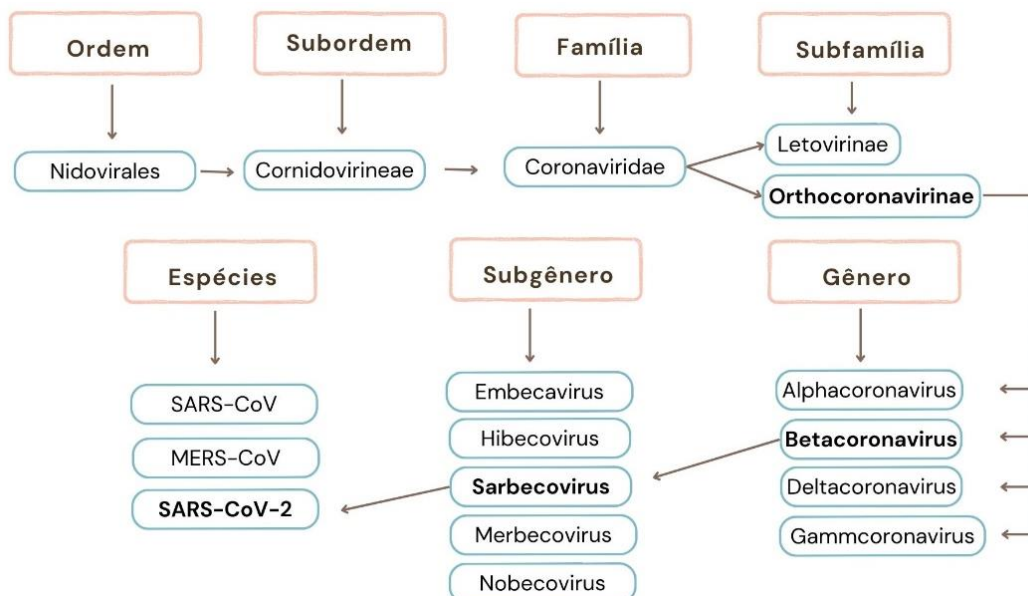 Ordem
Subordem
Família
Subfamília
Nidovirales
Cornidovirineae
Coronaviridae
Letovirinae
Orthocoronavirinae
Espécies
Subgênero
Gênero
SARS-CoV
MERS-CoV
SARS-CoV-2
Embecavirus
Hibecovirus
Sarbecovirus
Merbecovirus
Nobecovirus
Alphacoronavirus
Betacoronavirus
Deltacoronavirus
Gammcoronavirus